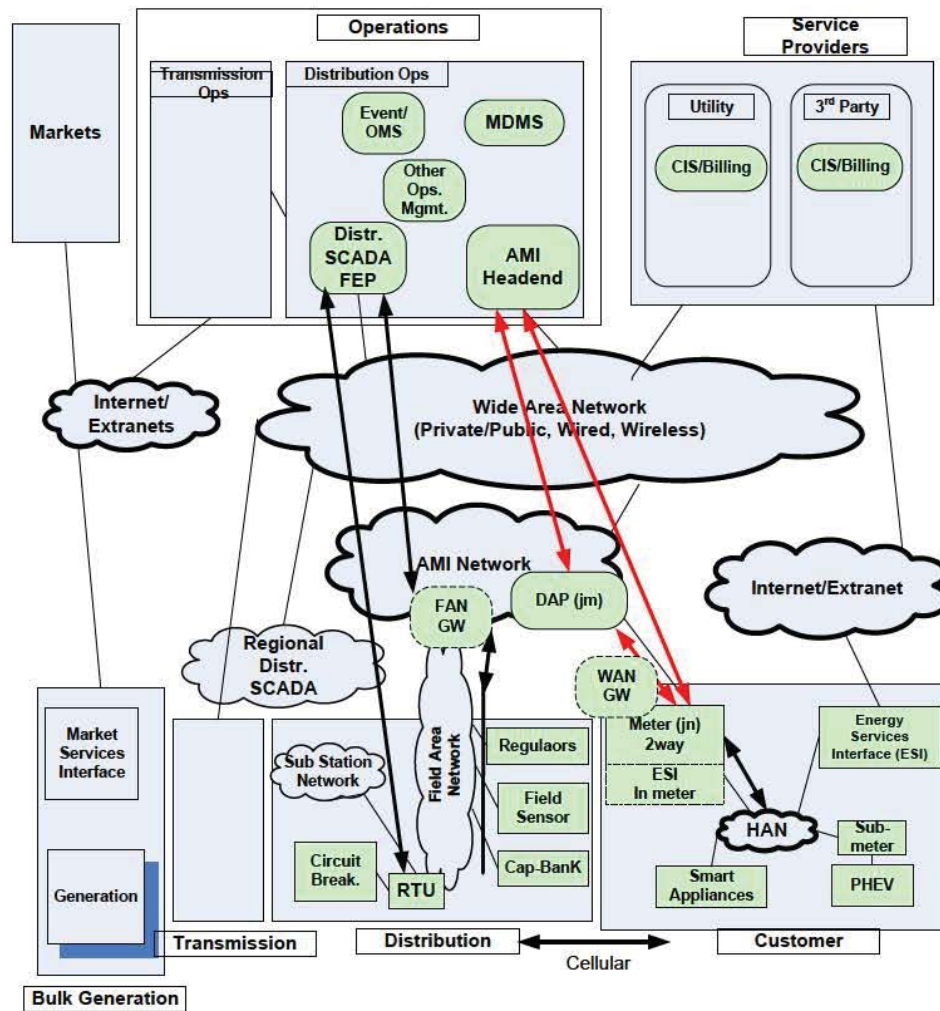 Operations
Service
Providers
Transmission
Ops
Distribution Ops
Markets
Event/
OMS
MDMS
Other
Ops.
Mgmt.
Distr.
SCADA
FEP
AMI
Headend
Utility
3rd Party
CIS/Billing
CIS/Billing
Internet/
Extranets
Wide Area Network
(Private/Public, Wired, Wireless)
AMI Network
FAN
GW
DAP (jm)
Internet/Extranet
Regional
Distr.
SCADA
WAN
GW
Market
Services
Interface
Sub Station
Network
Field Area
Network
Regulaors
Field
Sensor
Cap-BanK
Circuit
Break.
RTU
Meter (jn)
2way
ESI
In meter
Energy
Services
Interface (ESI)
HAN
Sub-
meter
Smart
Appliances
PHEV
Generation
Transmission
Distribution
Cellular
Customer
Bulk Generation